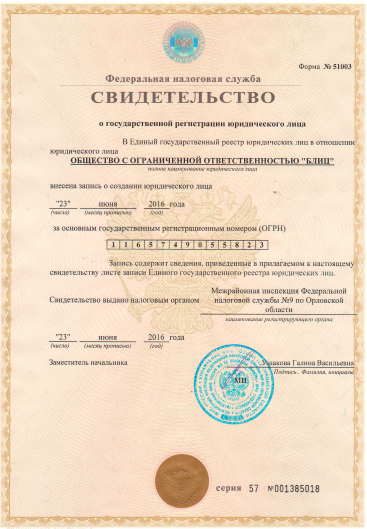 Форма № 51003
Федеральная налоговая служба
СВИДЕТЕЛЬСТВО
о государственной регистрации юридического лица
В Единый государственный реестр юридических лиц в отношении
юридического лица
ОБЩЕСТВО С ОГРАНИЧЕННОЙ ОТВЕТСТВЕННОСТЬЮ "БЛИЦ"
полное наименование юридического лица
внесена запись о создании юридического лица
"23" июня 2016 года
(число) (месяц прописью) (год)
за основным государственным регистрационным номером (ОГРН)
1 1 6 5 7 4 9 0 5 5 8 2 3
Запись содержит сведения, приведенные в прилагаемом к настоящему
свидетельству листе записи Единого государственного реестра юридических лиц.
Свидетельство выдано налоговым органом
Межрайонная инспекция Федеральной
налоговой службы №9 по Орловской
области
наименование регистрирующего органа
"23" июня 2016 года
(число) (месяц прописью) (год)
Заместитель начальника
Ушакова Галина Васильевна
Подпись, Фамилия, инициалы
МП
серия 57 №001385018